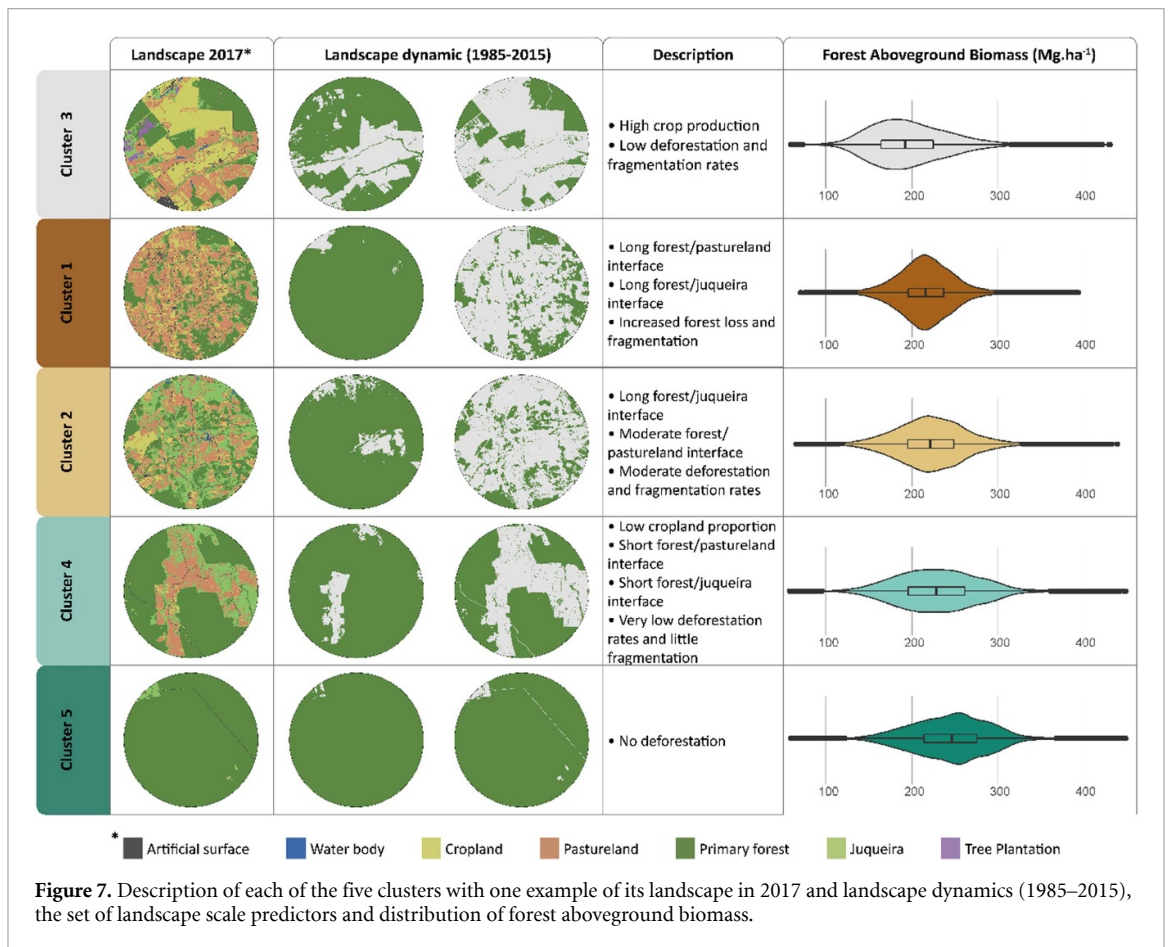 Landscape 2017*
Landscape dynamic (1985-2015)
Description
Forest Aboveground Biomass (Mg.ha-1)
Cluster 3
• High crop production
• Low deforestation and
fragmentation rates
100
200
300
400
Cluster 1
• Long forest/pastureland
interface
• Long forest/juqueira
interface
• Increased forest loss and
fragmentation
100
200
300
400
Cluster 2
• Long forest/juqueira
interface
• Moderate forest/
pastureland interface
• Moderate deforestation
and fragmentation rates
100
200
300
400
Cluster 4
• Low cropland proportion
• Short forest/pastureland
interface
• Short forest/juqueira
interface
• Very low deforestation
rates and little
fragmentation
100
200
300
400
Cluster 5
• No deforestation
100
200
300
400
* Artificial surface Water body Cropland Pastureland Primary forest Juqueira Tree Plantation
Figure 7. Description of each of the five clusters with one example of its landscape in 2017 and landscape dynamics (1985–2015),
the set of landscape scale predictors and distribution of forest aboveground biomass.